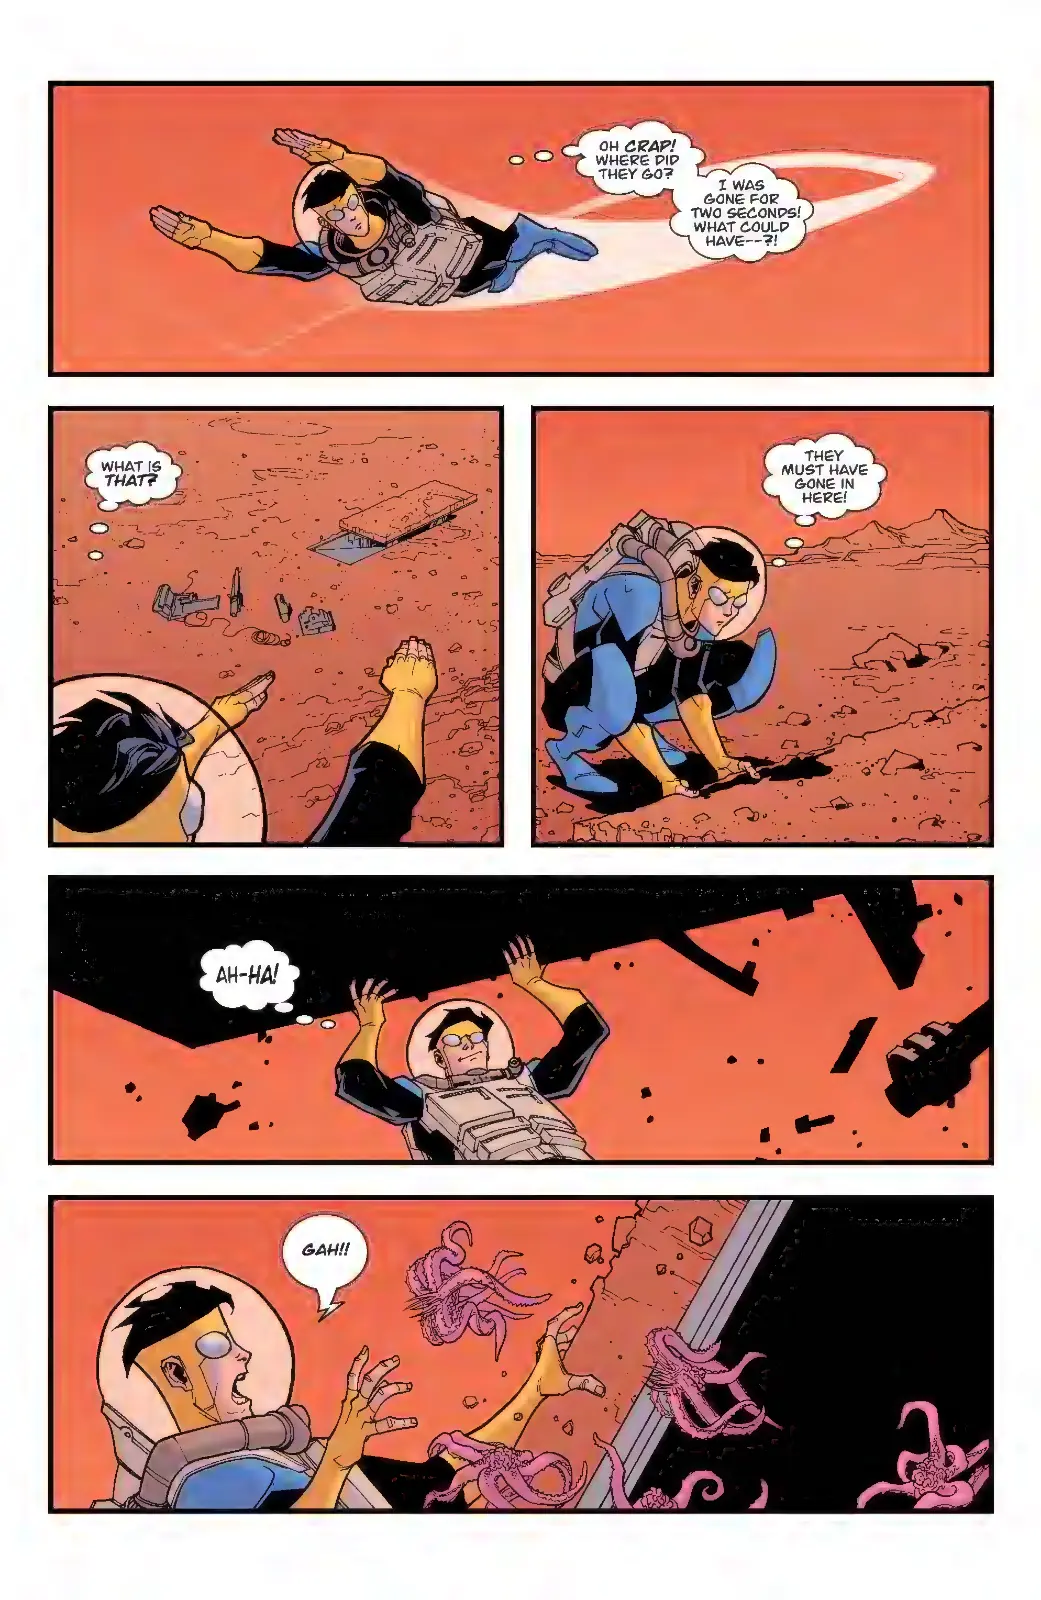 OH CRAP!
WHERE DID
THEY GO?
I WAS
GONE FOR
TWO SECONDS!
WHAT COULD
HAVE--?!
WHAT IS
THAT?
THEY
MUST HAVE
GONE IN
HERE!
AH-HA!
GAH!!